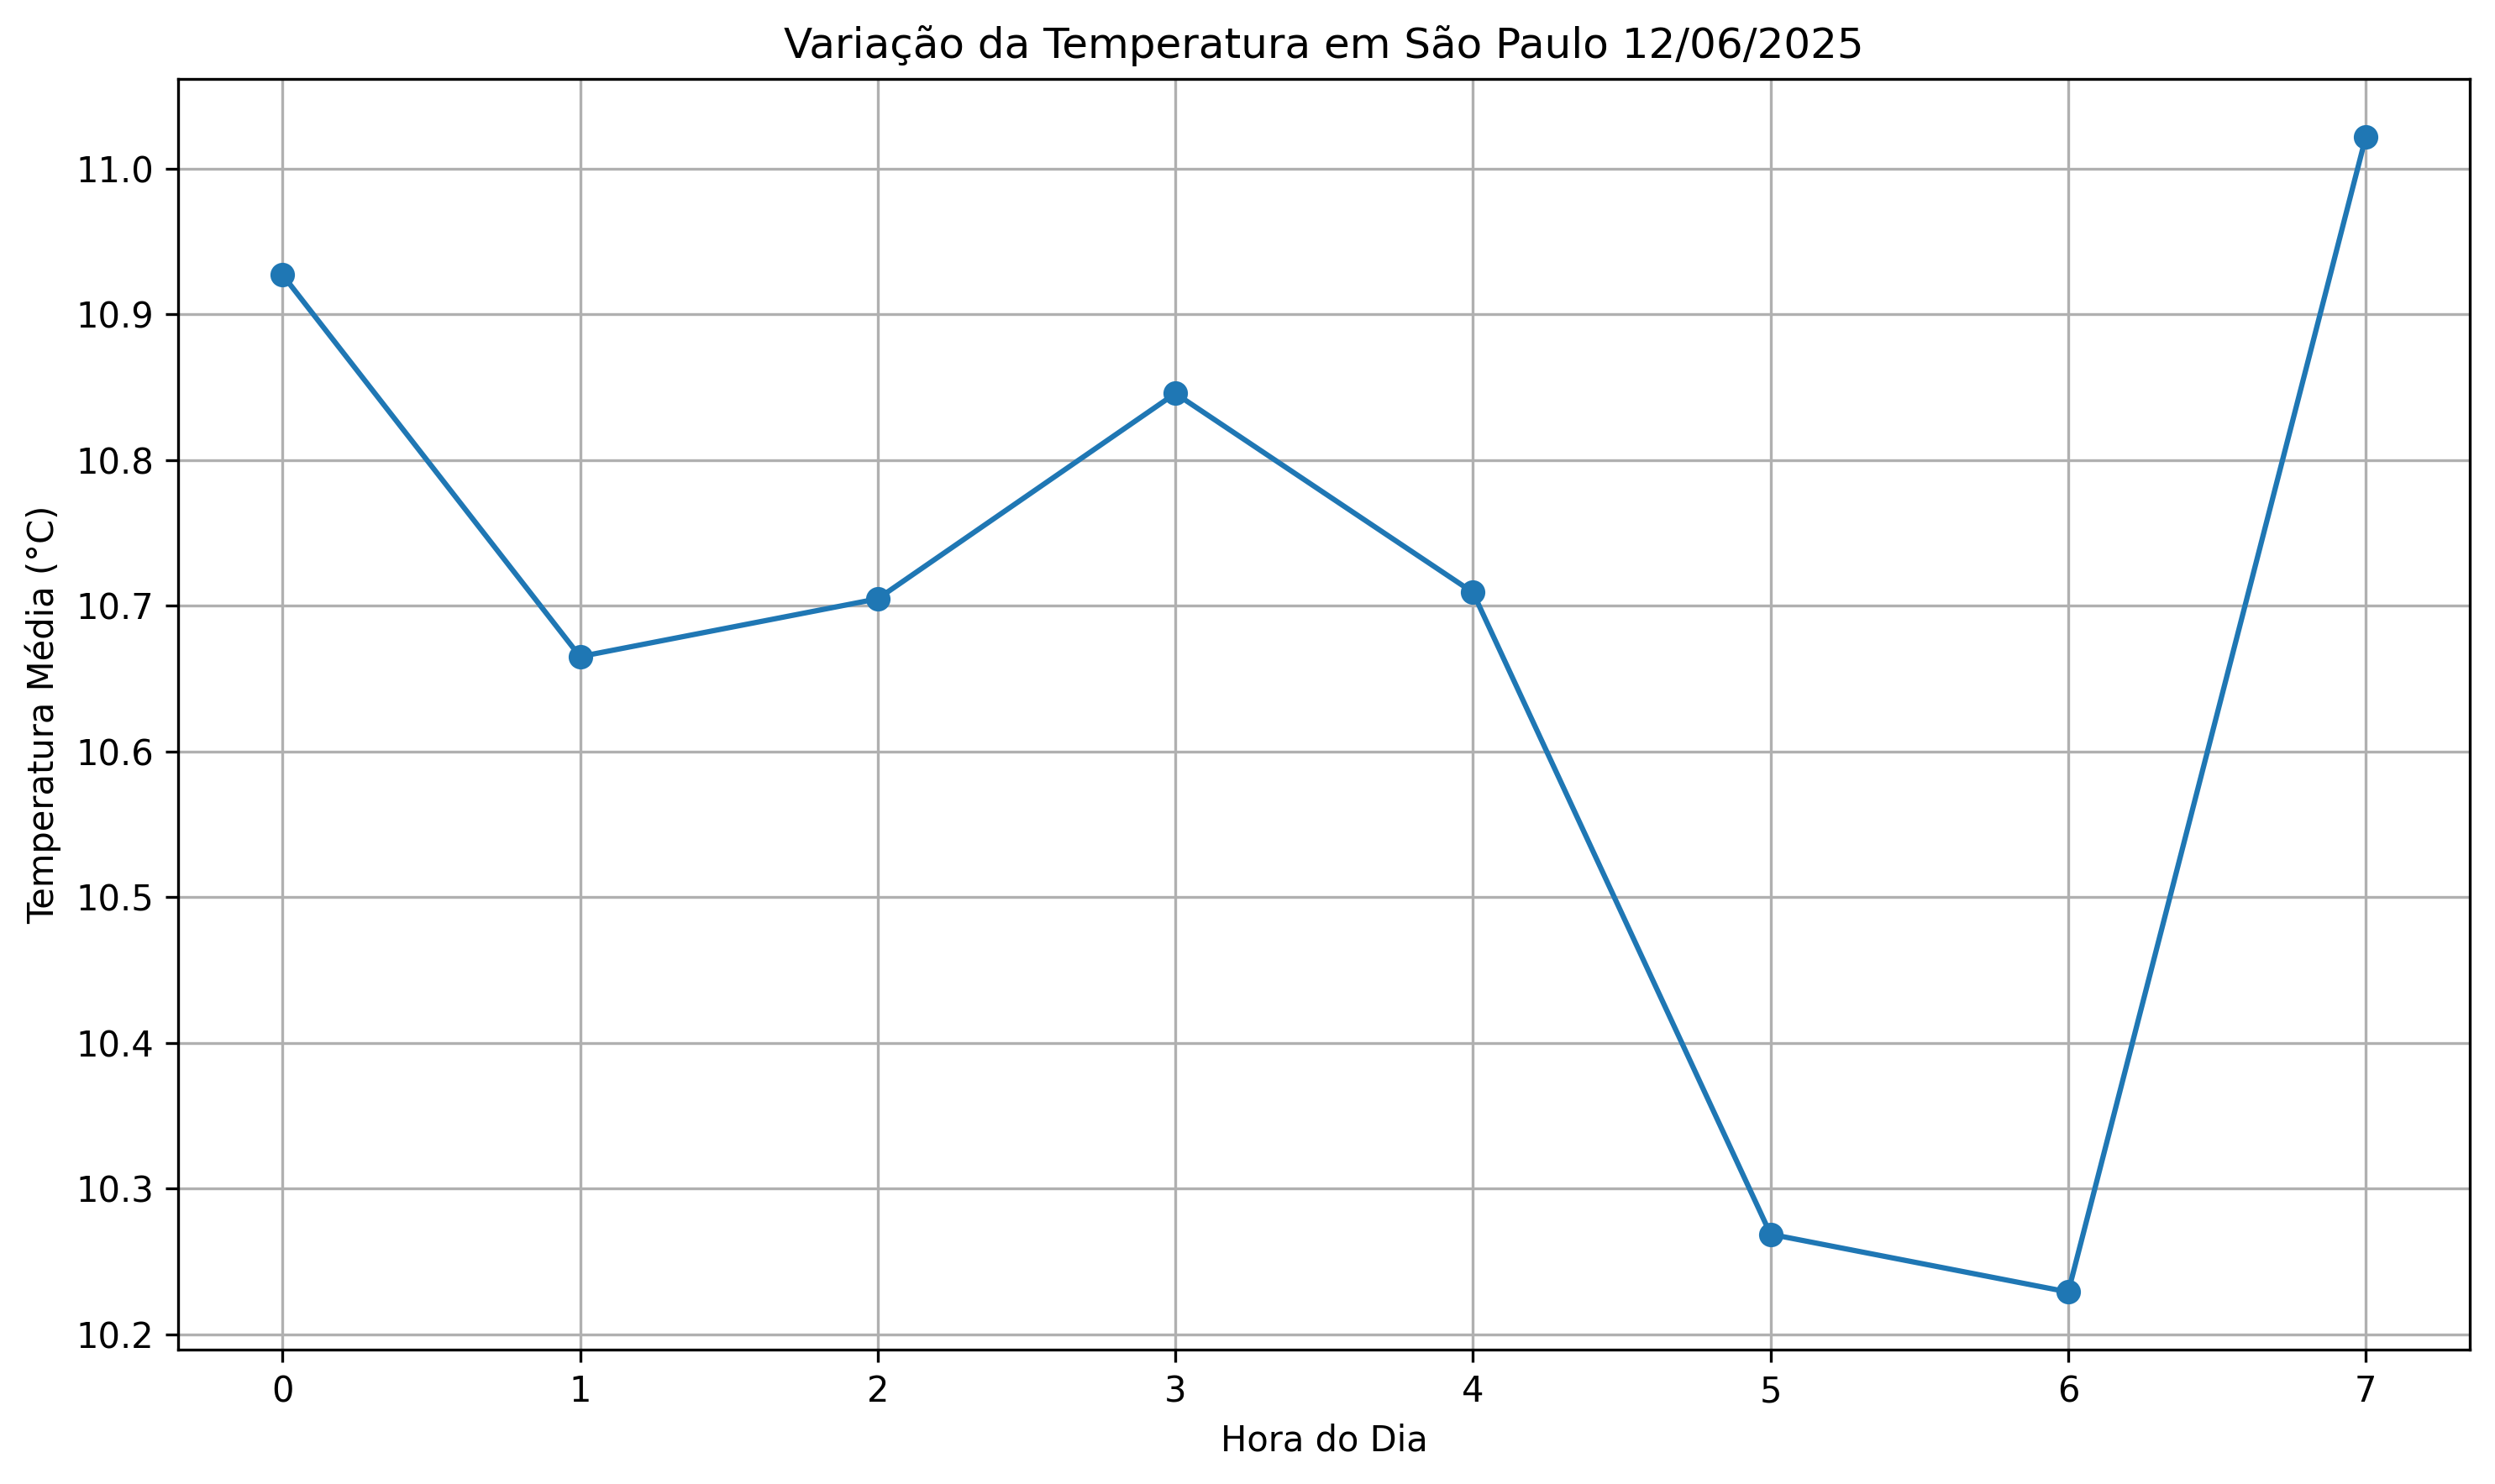 Variação da Temperatura em São Paulo 12/06/2025
Temperatura Média (°C)
11.0
10.9
10.8
10.7
10.6
10.5
10.4
10.3
10.2
0 1 2 3 4 5 6 7
Hora do Dia